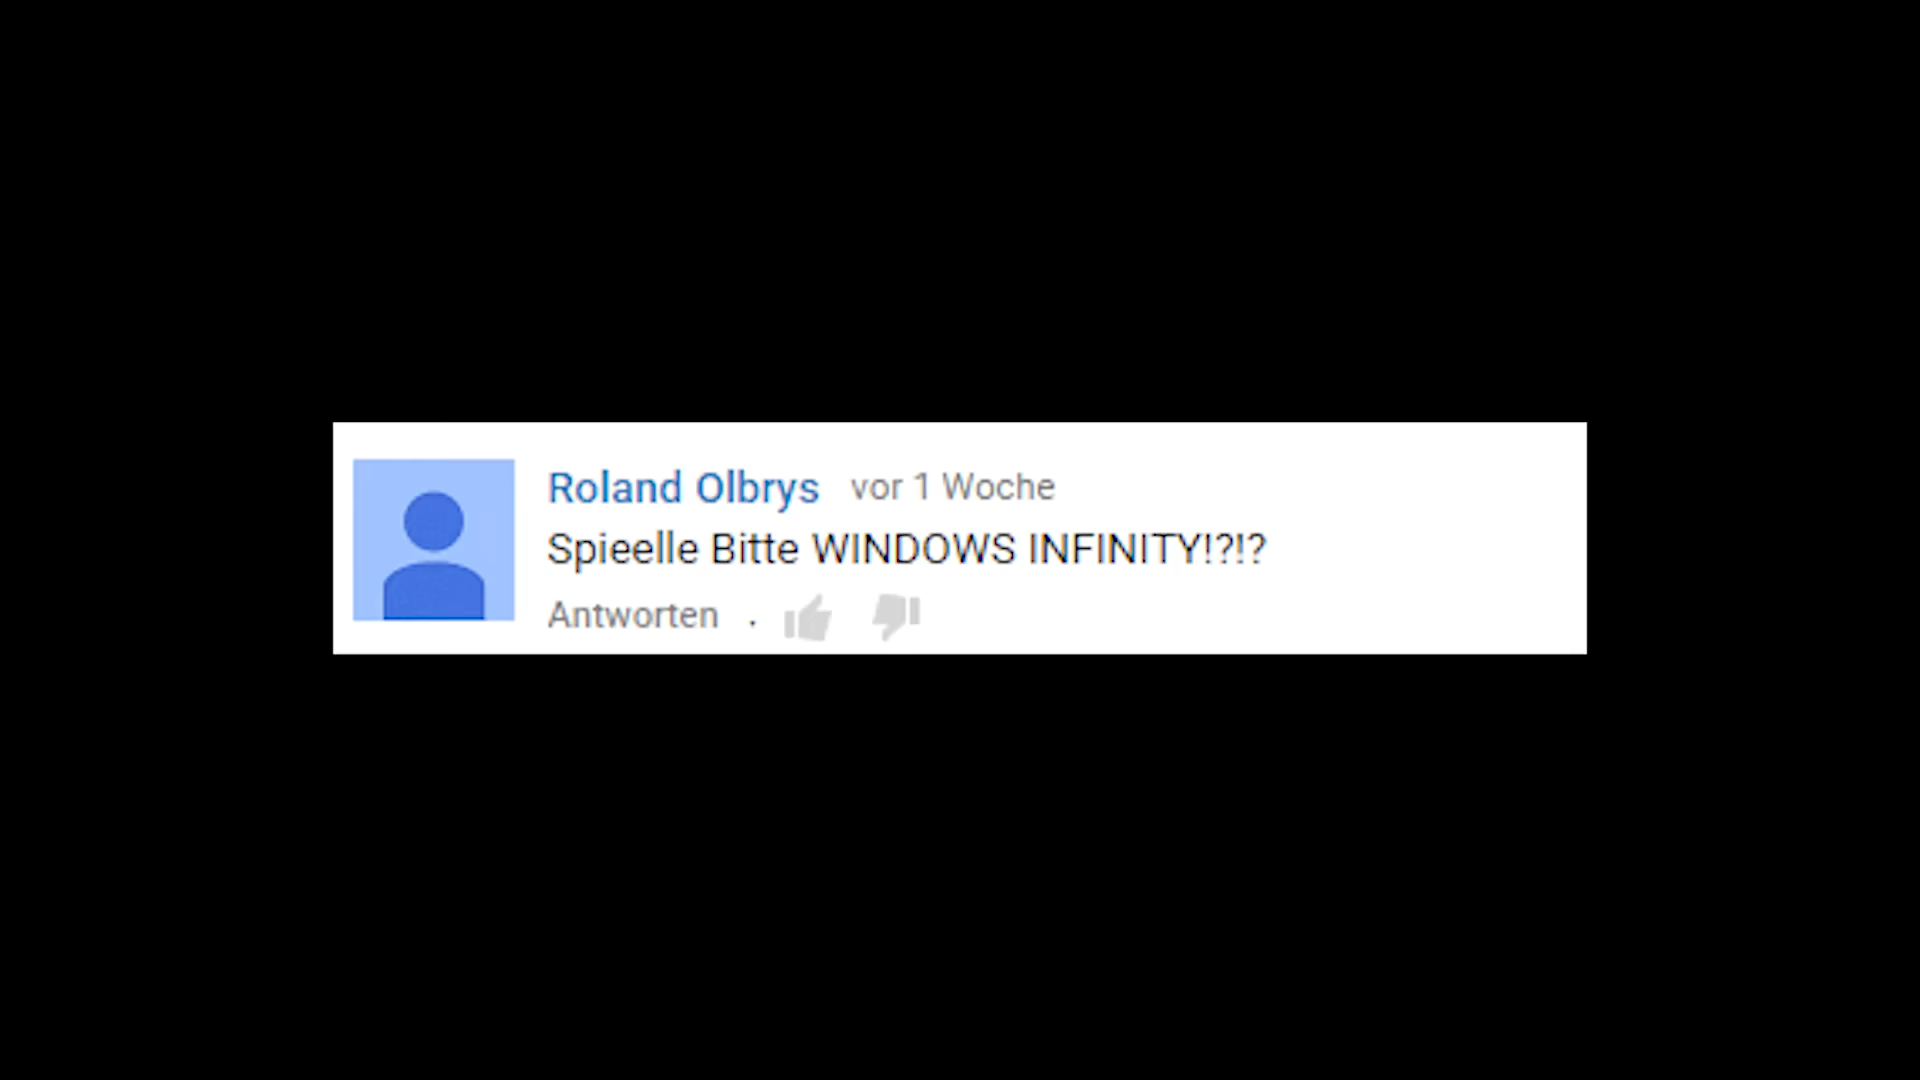 Roland Olbrys vor 1 Woche
Spieelle Bitte WINDOWS INFINITY!?!?
Antworten .